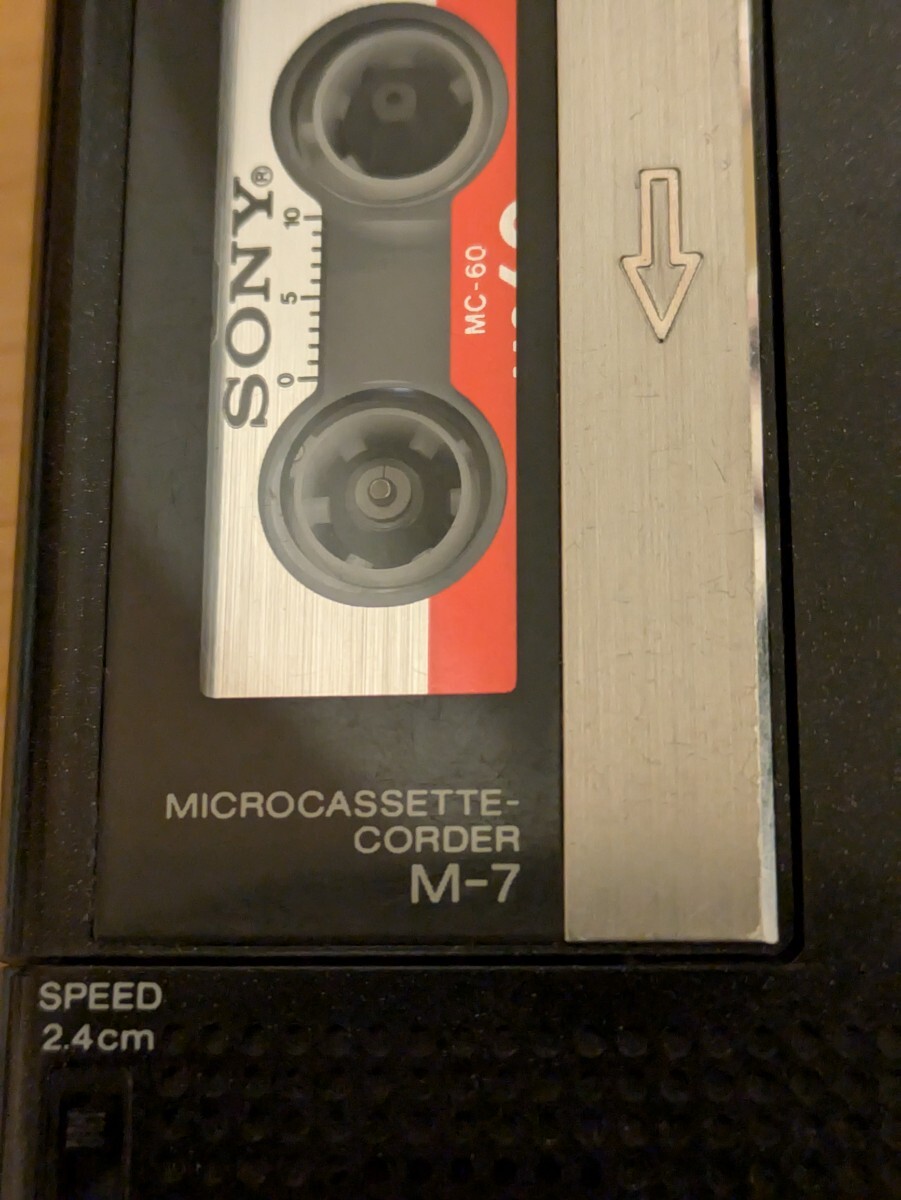 SONY®
10
5
0
MC-60
MICROCASSETTE-
CORDER
M-7
SPEED
2.4cm